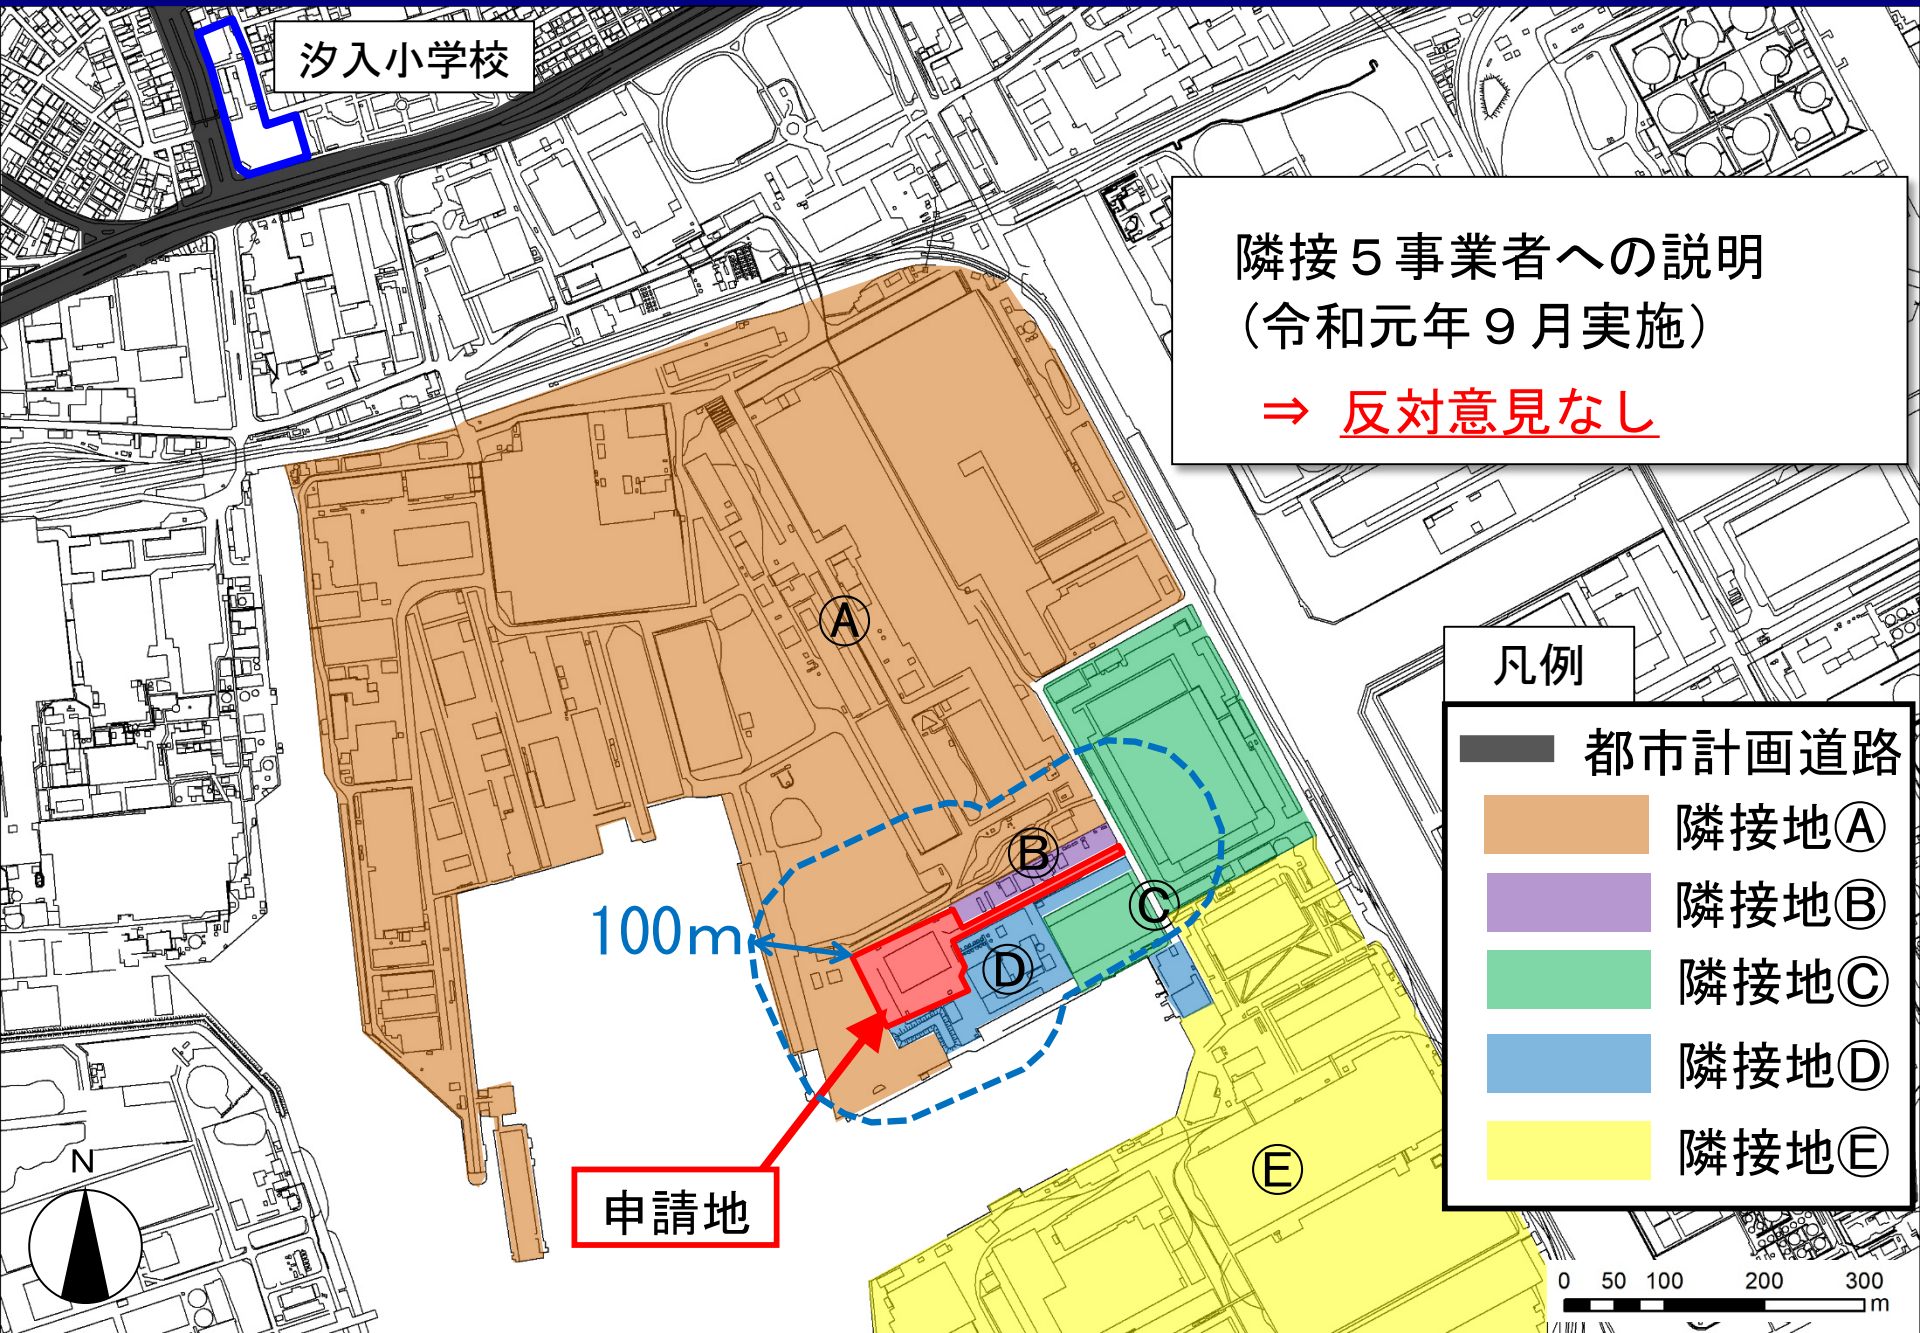 汐入小学校
隣接５事業者への説明
（令和元年９月実施）
⇒ 反対意見なし
Ⓐ
凡例
都市計画道路
隣接地Ⓐ
隣接地Ⓑ
隣接地Ⓒ
隣接地Ⓓ
隣接地Ⓔ
Ⓑ
Ⓒ
100m
Ⓓ
Ⓔ
申請地
N
0 50 100 200 300
m